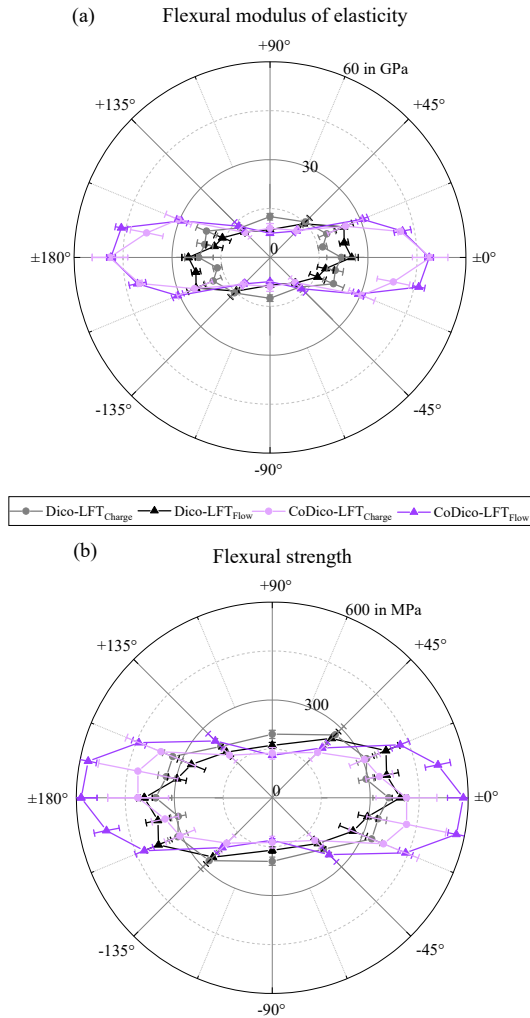 (a)
Flexural modulus of elasticity
+90°
60 in GPa
+135°
+45°
30
±180°
0
±0°
-135°
-45°
-90°
Dico-LFTCharge Dico-LFTFlow CoDico-LFTCharge CoDico-LFTFlow
(b)
Flexural strength
+90°
600 in MPa
+135°
+45°
300
±180°
0
±0°
-135°
-45°
-90°